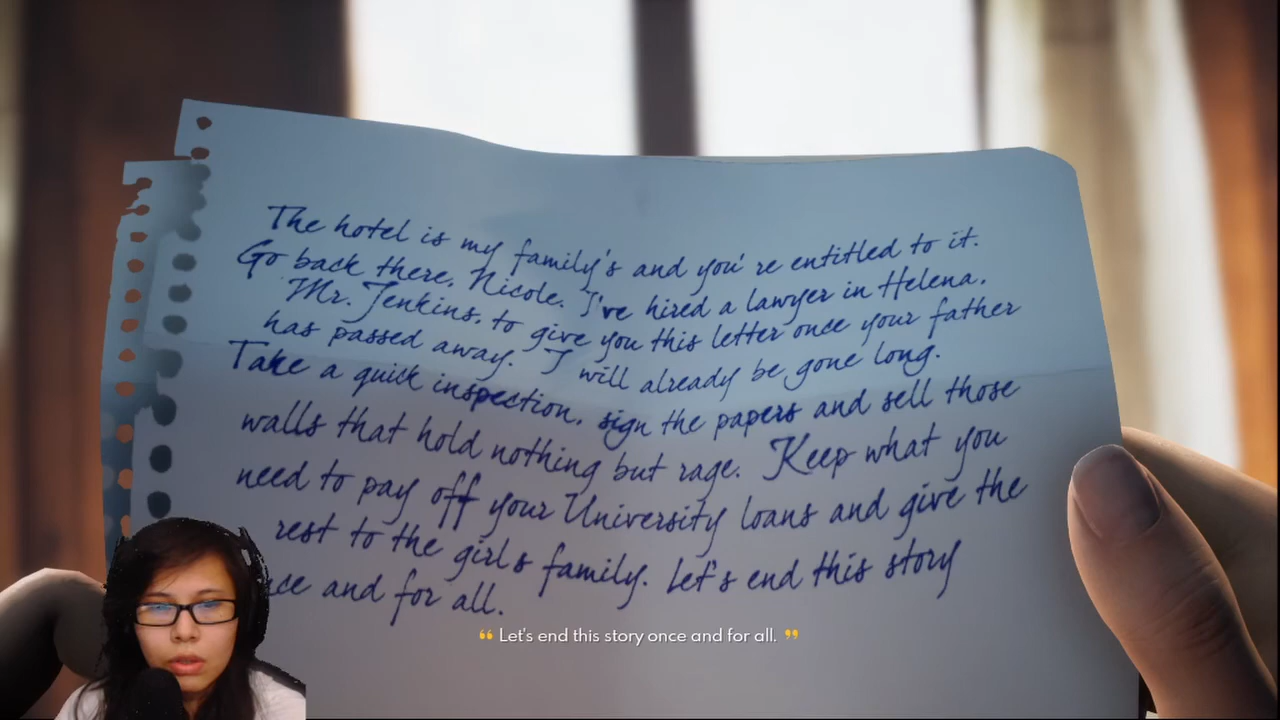 The hotel is my family's and you're entitled to it.
Go back there, Nicole. I've hired a lawyer in Helena,
Mr. Jenkins, to give you this letter once your father
has passed away. I will already be gone long.
Take a quick inspection, sign the papers and sell those
walls that hold nothing but rage. Keep what you
need to pay off your University loans and give the
rest to the girls family. Let's end this story
and for all.
“ Let's end this story once and for all. ”